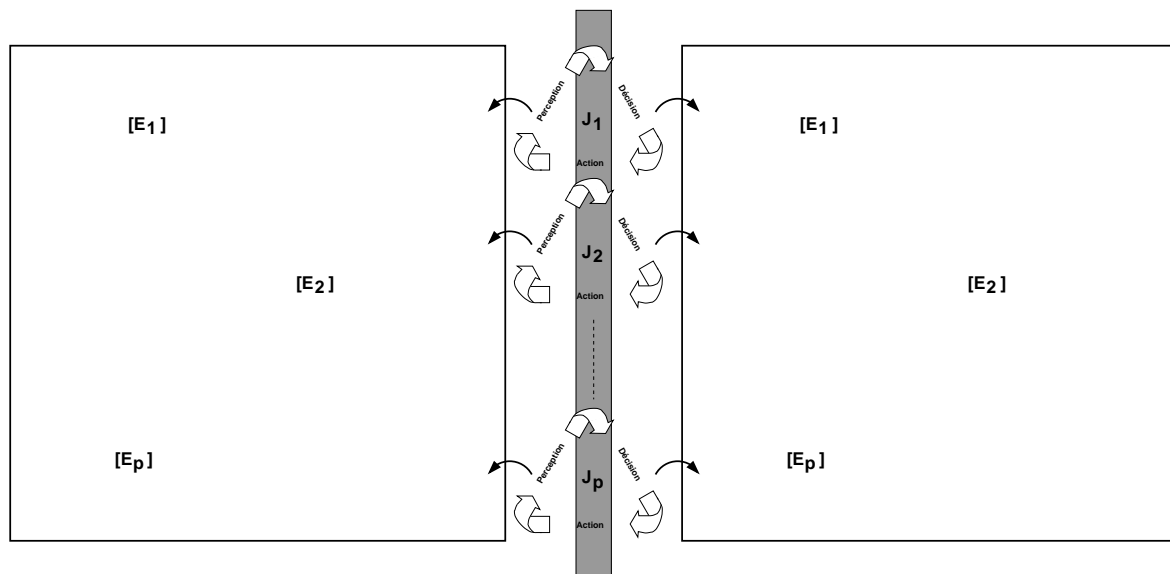 [E1]
[E2]
[Ep]
Perception
Décision
J1
Action
Perception
Décision
J2
Action
Perception
Décision
Jp
Action
[E1]
[E2]
[Ep]